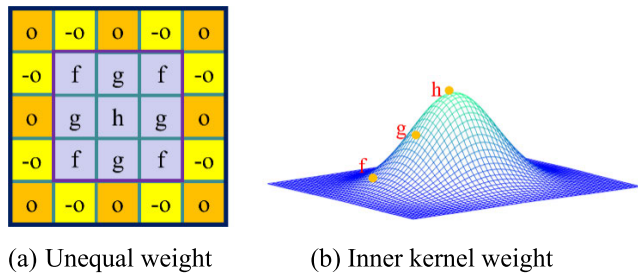 o -o o -o o
-o f g f -o
o g h g o
-o f g f -o
o -o o -o o
h
g
f
(a) Unequal weight
(b) Inner kernel weight